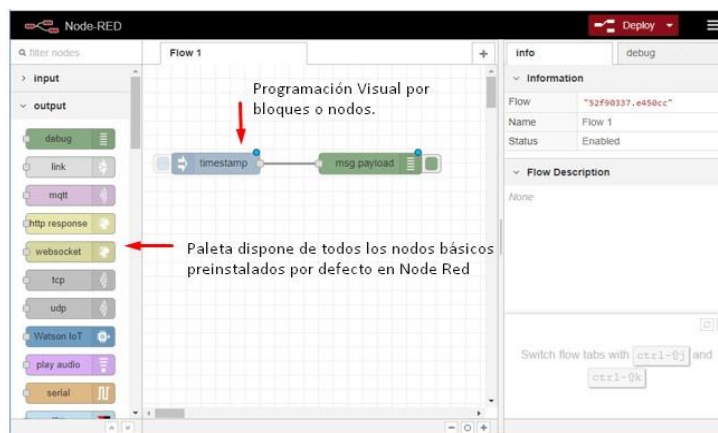 Node-RED
Deploy
filter nodes
input
output
debug
link
mqtt
http response
websocket
tcp
udp
Watson IoT
play audio
serial
Flow 1
Programación Visual por
bloques o nodos.
timestamp
msg.payload
Paleta dispone de todos los nodos básicos
preinstalados por defecto en Node Red
info
debug
Information
Flow "52f90337.e450cc"
Name Flow 1
Status Enabled
Flow Description
None
Switch flow tabs with ctrl-⇧j and
ctrl-⇧k